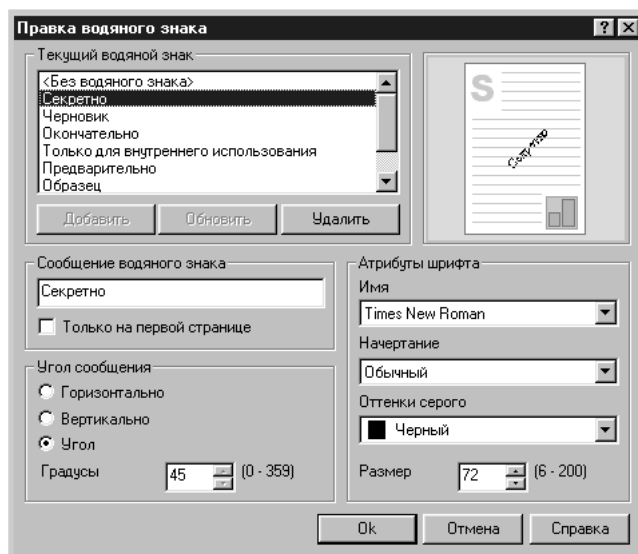 Правка водяного знака
Текущий водяной знак
<Без водяного знака>
Секретно
Черновик
Окончательно
Только для внутреннего использования
Предварительно
Образец
Добавить Обновить Удалить
S
Секретно
Сообщение водяного знака
Секретно
Только на первой странице
Угол сообщения
Горизонтально
Вертикально
Угол
Градусы 45 (0 - 359)
Атрибуты шрифта
Имя
Times New Roman
Начертание
Обычный
Оттенки серого
Черный
Размер 72 (6 - 200)
Ok Отмена Справка